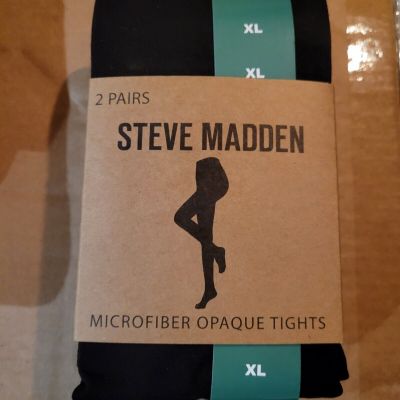 XL
XL
2 PAIRS
STEVE MADDEN
MICROFIBER OPAQUE TIGHTS
XL